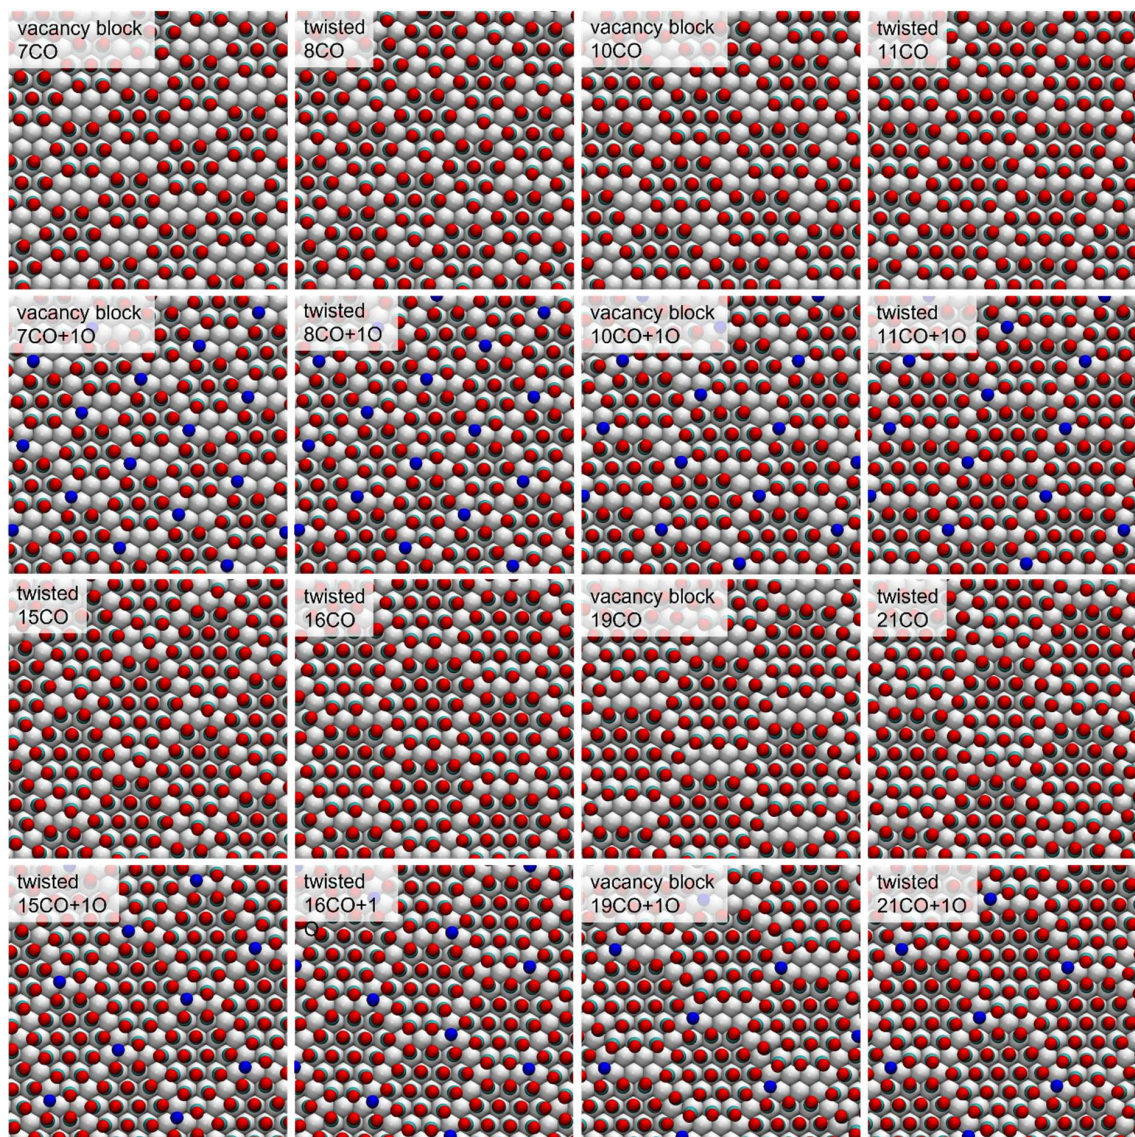 vacancy block
7CO
twisted
8CO
vacancy block
10CO
twisted
11CO
vacancy block
7CO+1O
twisted
8CO+1O
vacancy block
10CO+1O
twisted
11CO+1O
twisted
15CO
twisted
16CO
vacancy block
19CO
twisted
21CO
twisted
15CO+1O
twisted
16CO+1
O
vacancy block
19CO+1O
twisted
21CO+1O